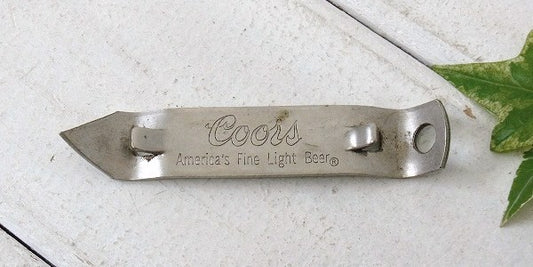 Coors
America's Fine Light Beer®